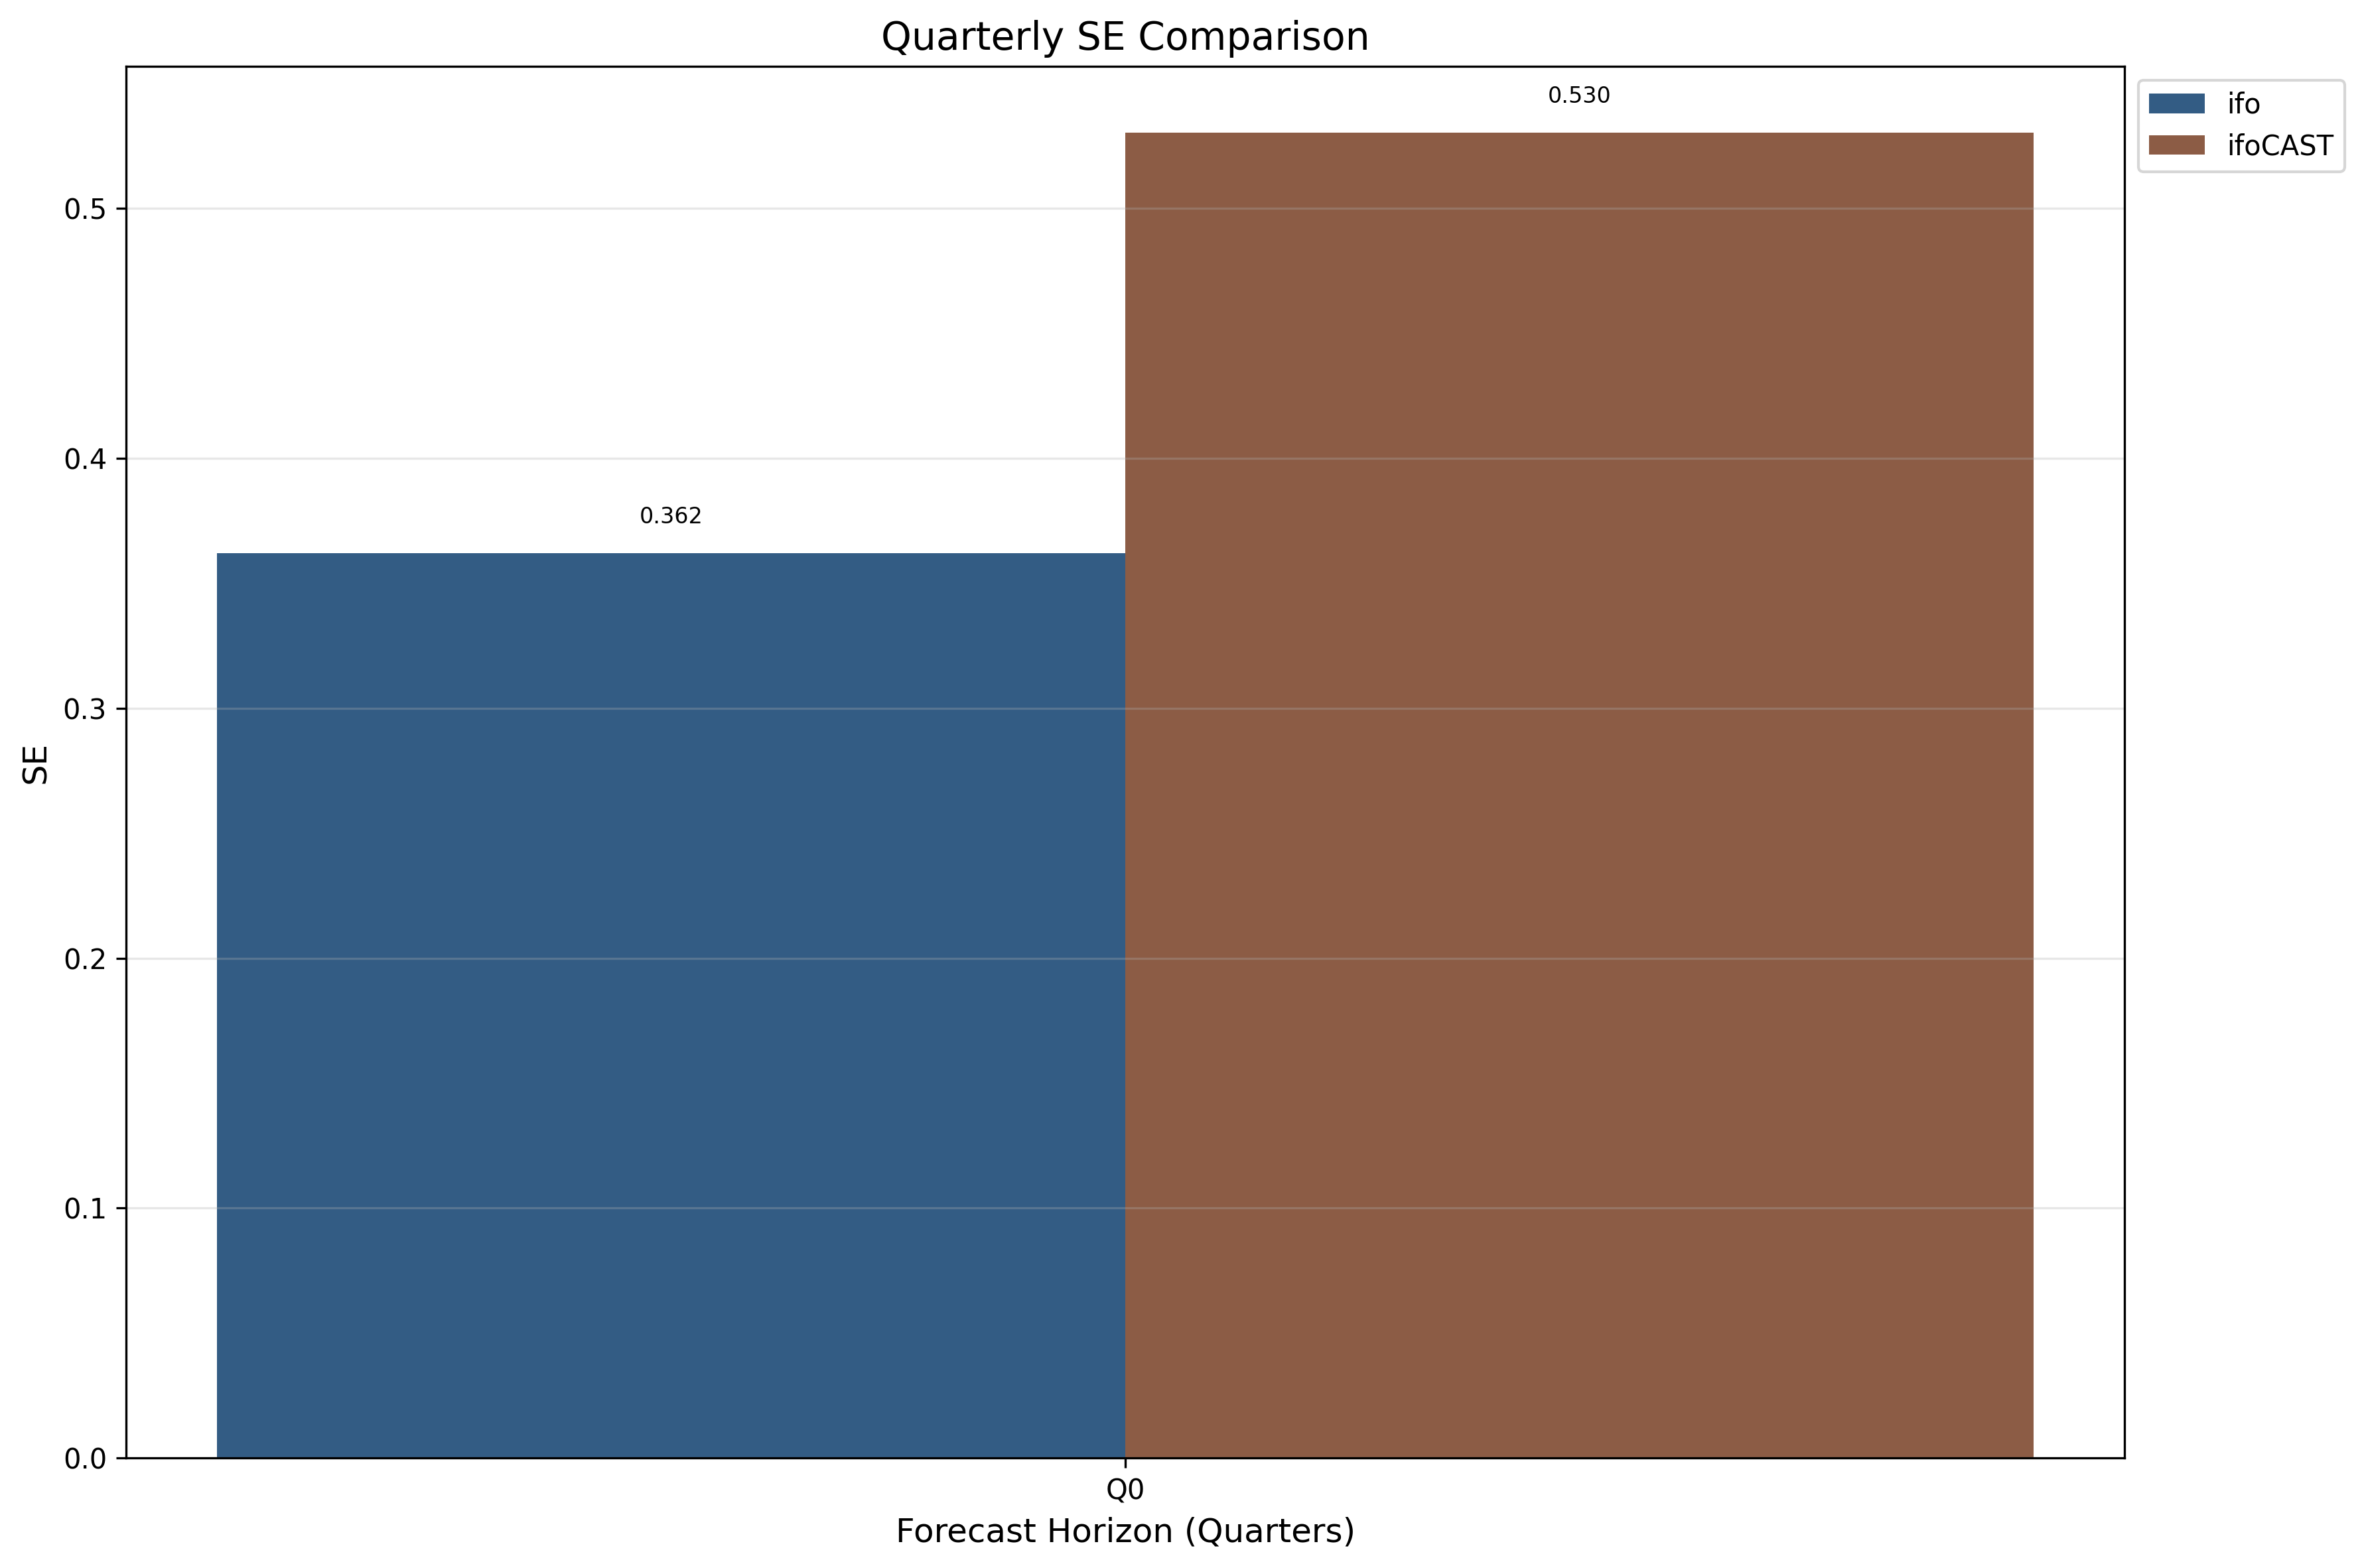 Quarterly SE Comparison
0.530
ifo
ifoCAST
0.5
0.4
0.362
0.3
SE
0.2
0.1
0.0
Q0
Forecast Horizon (Quarters)